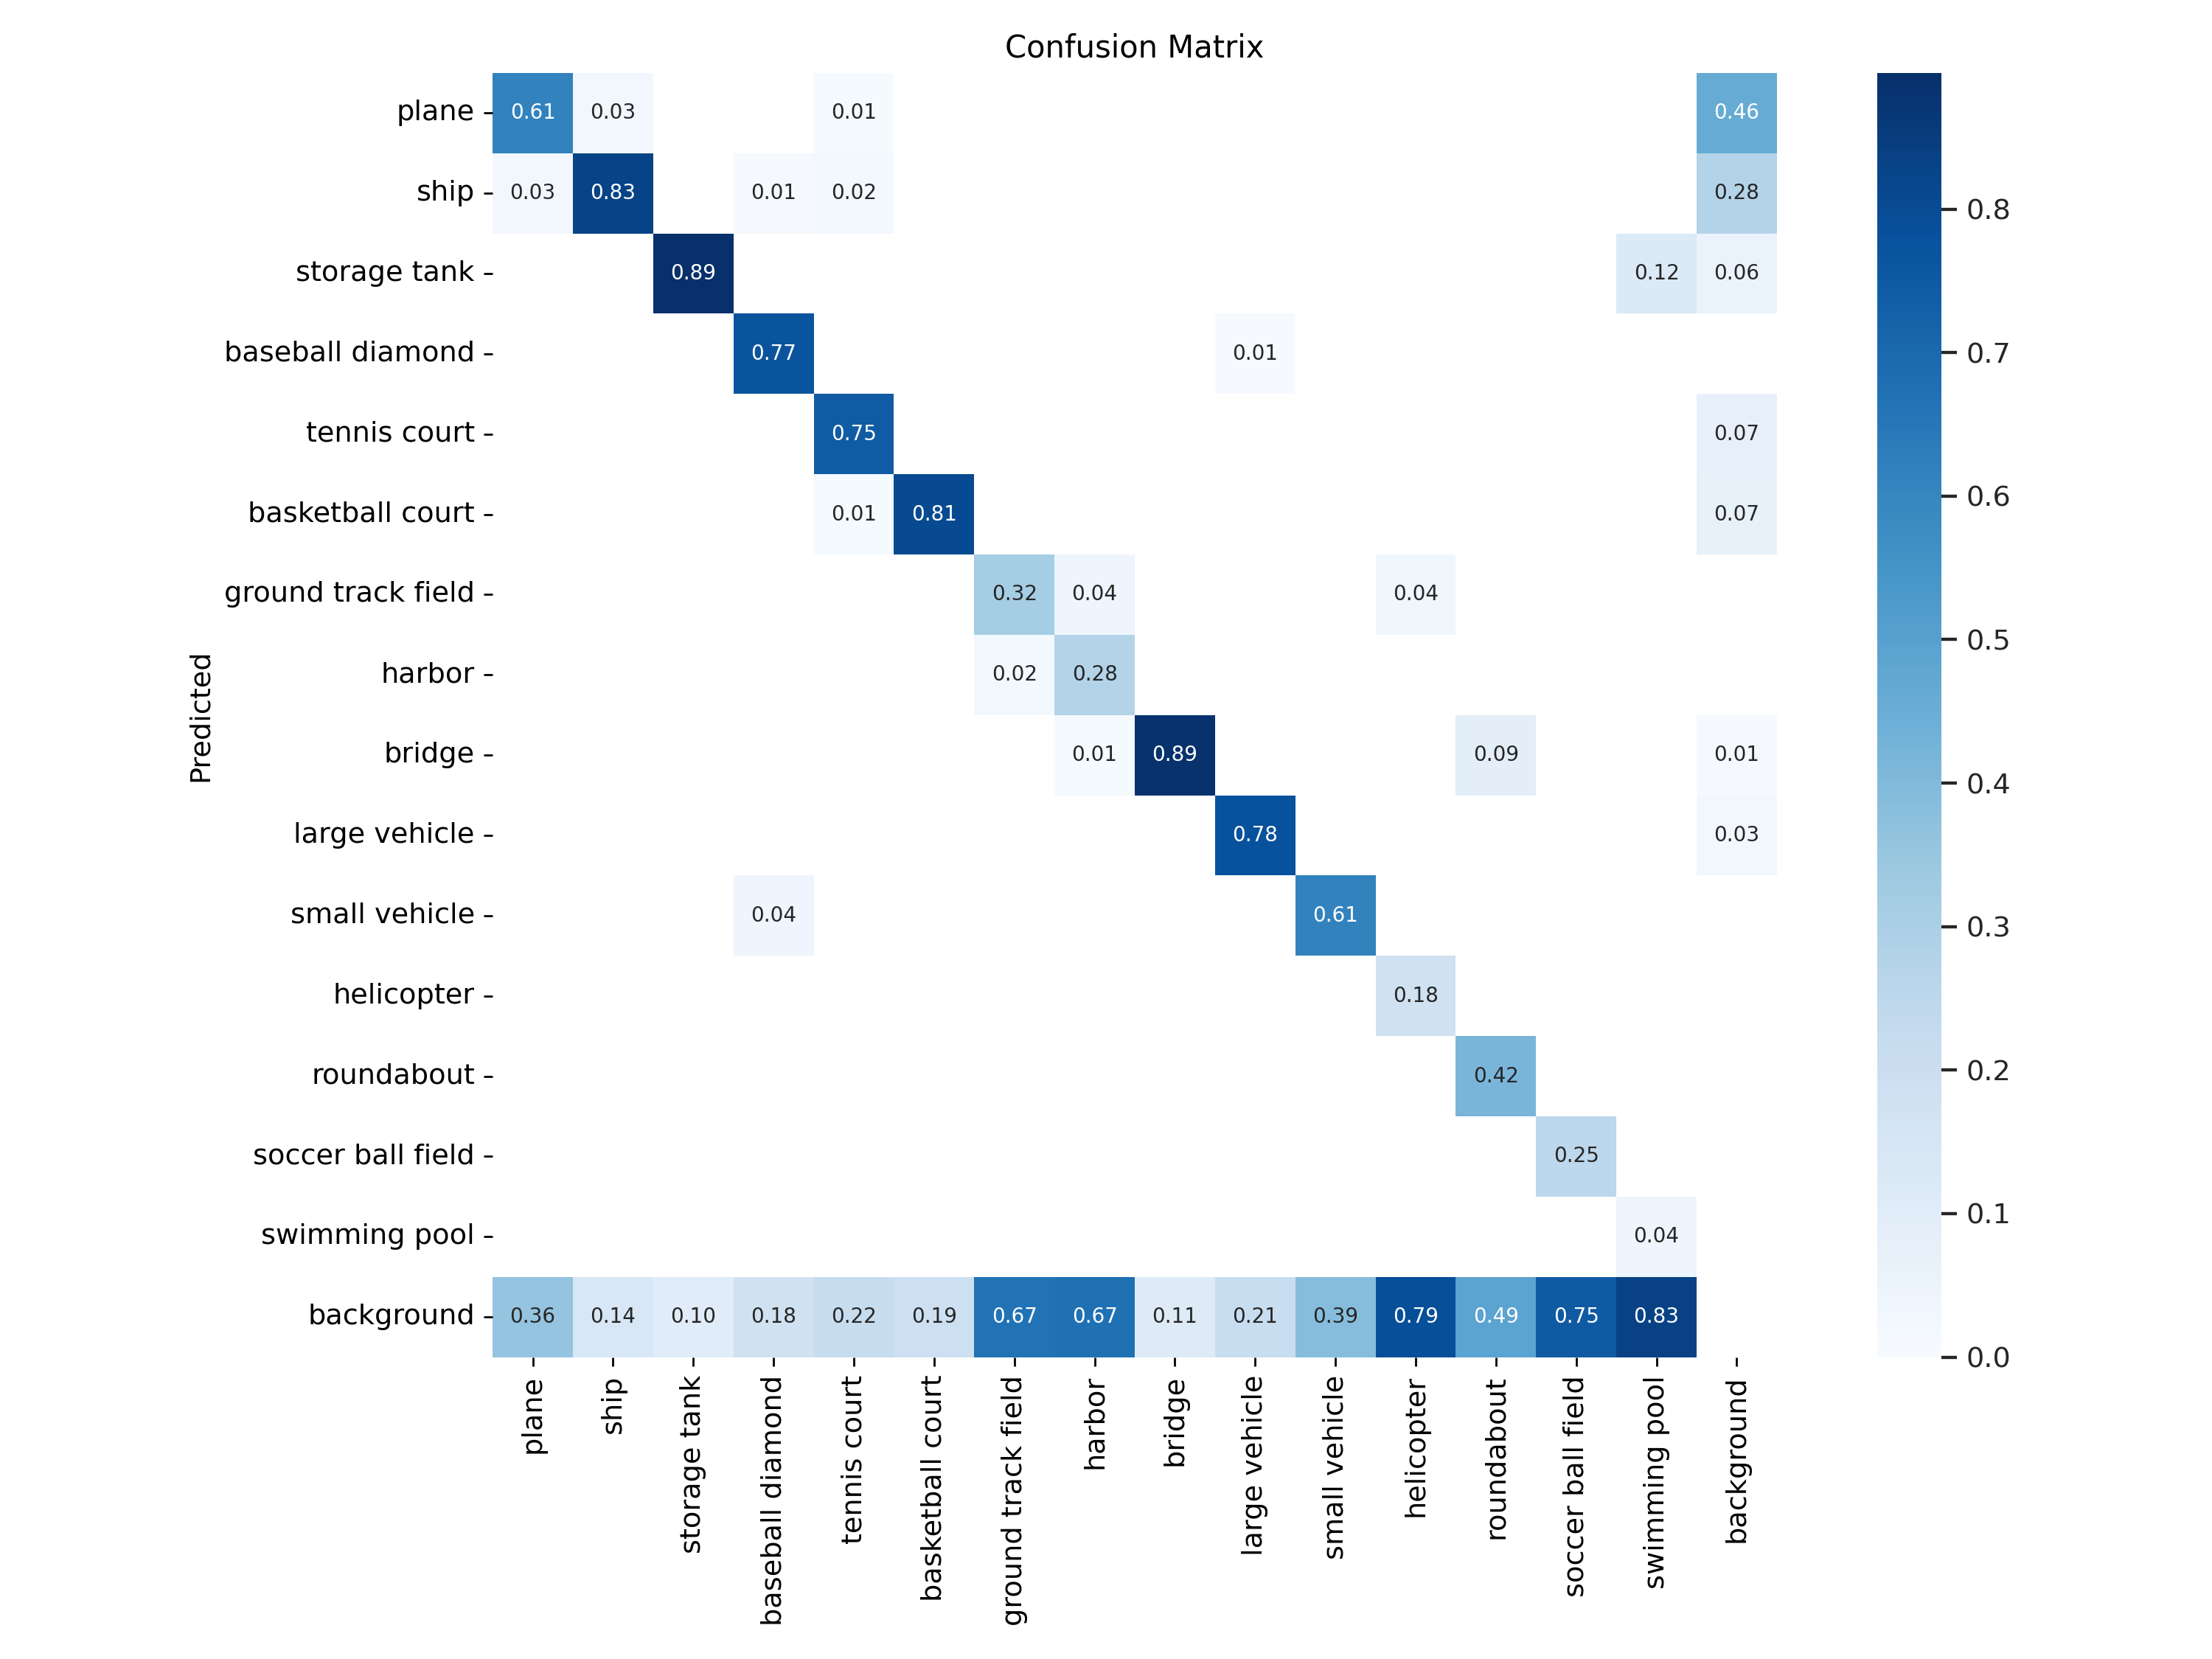 Confusion Matrix
plane 0.61 0.03 0.01 0.46
ship 0.03 0.83 0.01 0.02 0.28
0.8
storage tank 0.89 0.12 0.06
baseball diamond 0.77 0.01
0.7
tennis court 0.75 0.07
0.6
basketball court 0.01 0.81 0.07
ground track field 0.32 0.04 0.04
0.5
harbor 0.02 0.28
Predicted
bridge 0.01 0.89 0.09 0.01
0.4
large vehicle 0.78 0.03
small vehicle 0.04 0.61
0.3
helicopter 0.18
roundabout 0.42
0.2
soccer ball field 0.25
0.1
swimming pool 0.04
background 0.36 0.14 0.10 0.18 0.22 0.19 0.67 0.67 0.11 0.21 0.39 0.79 0.49 0.75 0.83
0.0
plane
ship
storage tank
baseball diamond
tennis court
basketball court
ground track field
harbor
bridge
large vehicle
small vehicle
helicopter
roundabout
soccer ball field
swimming pool
background